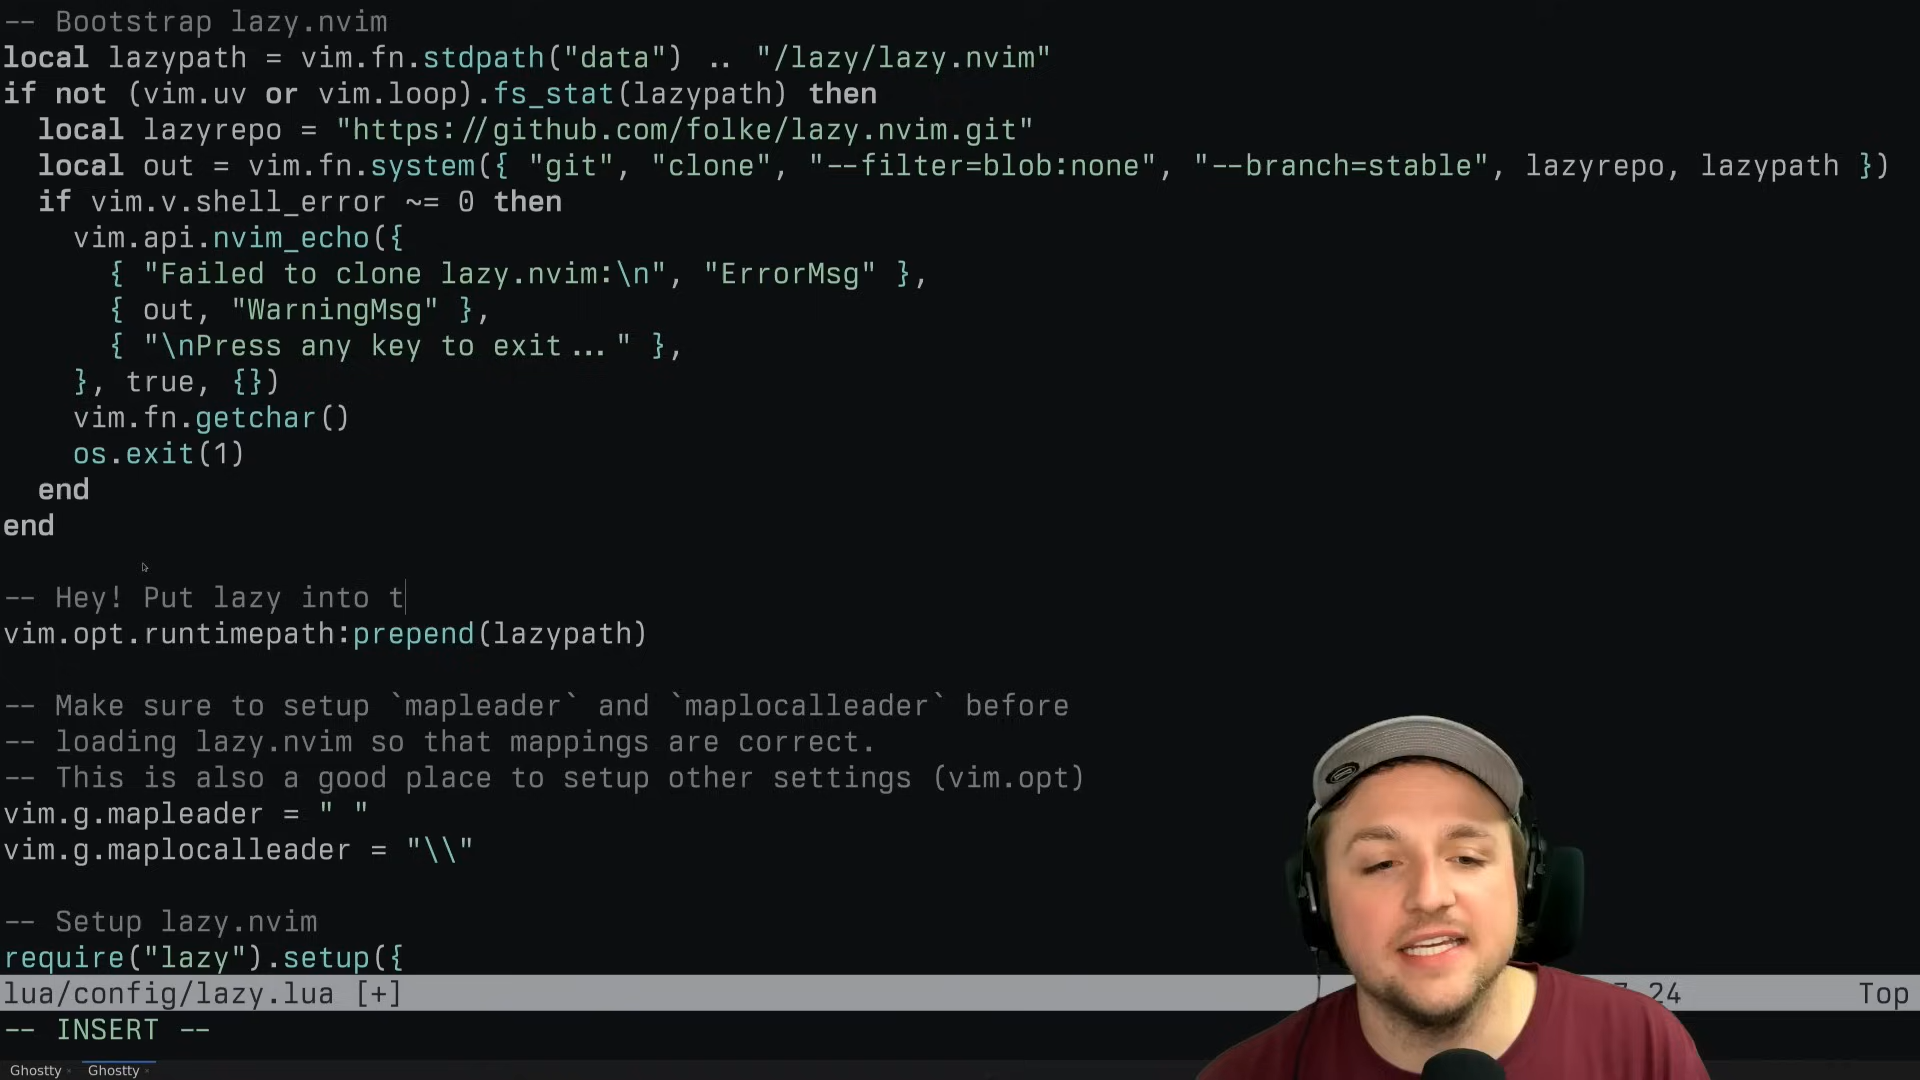 -- Bootstrap lazy.nvim
local lazypath = vim.fn.stdpath("data") .. "/lazy/lazy.nvim"
if not (vim.uv or vim.loop).fs_stat(lazypath) then
  local lazyrepo = "https://github.com/folke/lazy.nvim.git"
  local out = vim.fn.system({ "git", "clone", "--filter=blob:none", "--branch=stable", lazyrepo, lazypath })
  if vim.v.shell_error ~= 0 then
    vim.api.nvim_echo({
      { "Failed to clone lazy.nvim:\n", "ErrorMsg" },
      { out, "WarningMsg" },
      { "\nPress any key to exit..." },
    }, true, {})
    vim.fn.getchar()
    os.exit(1)
  end
end
-- Hey! Put lazy into t
vim.opt.runtimepath:prepend(lazypath)
-- Make sure to setup `mapleader` and `maplocalleader` before
-- loading lazy.nvim so that mappings are correct.
-- This is also a good place to setup other settings (vim.opt)
vim.g.mapleader = " "
vim.g.maplocalleader = "\\"
-- Setup lazy.nvim
require("lazy").setup({
lua/config/lazy.lua [+] 24 Top
-- INSERT --
Ghostty Ghostty